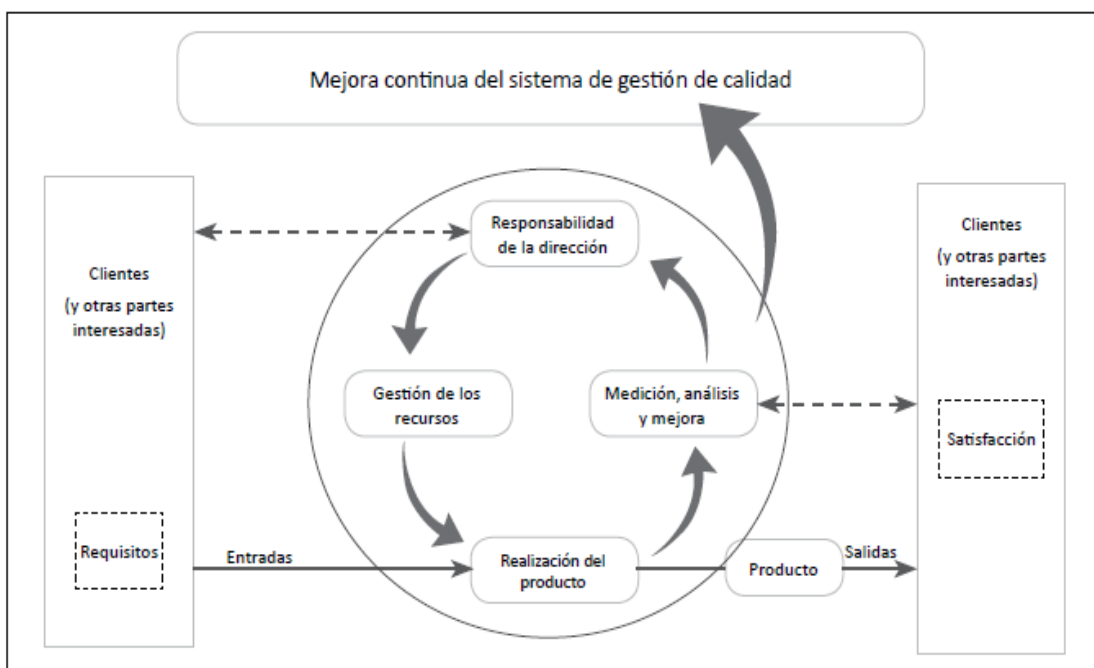 Mejora continua del sistema de gestión de calidad
Responsabilidad
de la dirección
Clientes
(y otras partes
interesadas)
Clientes
(y otras partes
interesadas)
Gestión de los
recursos
Medición, análisis
y mejora
Satisfacción
Requisitos
Entradas
Realización del
producto
Producto
Salidas